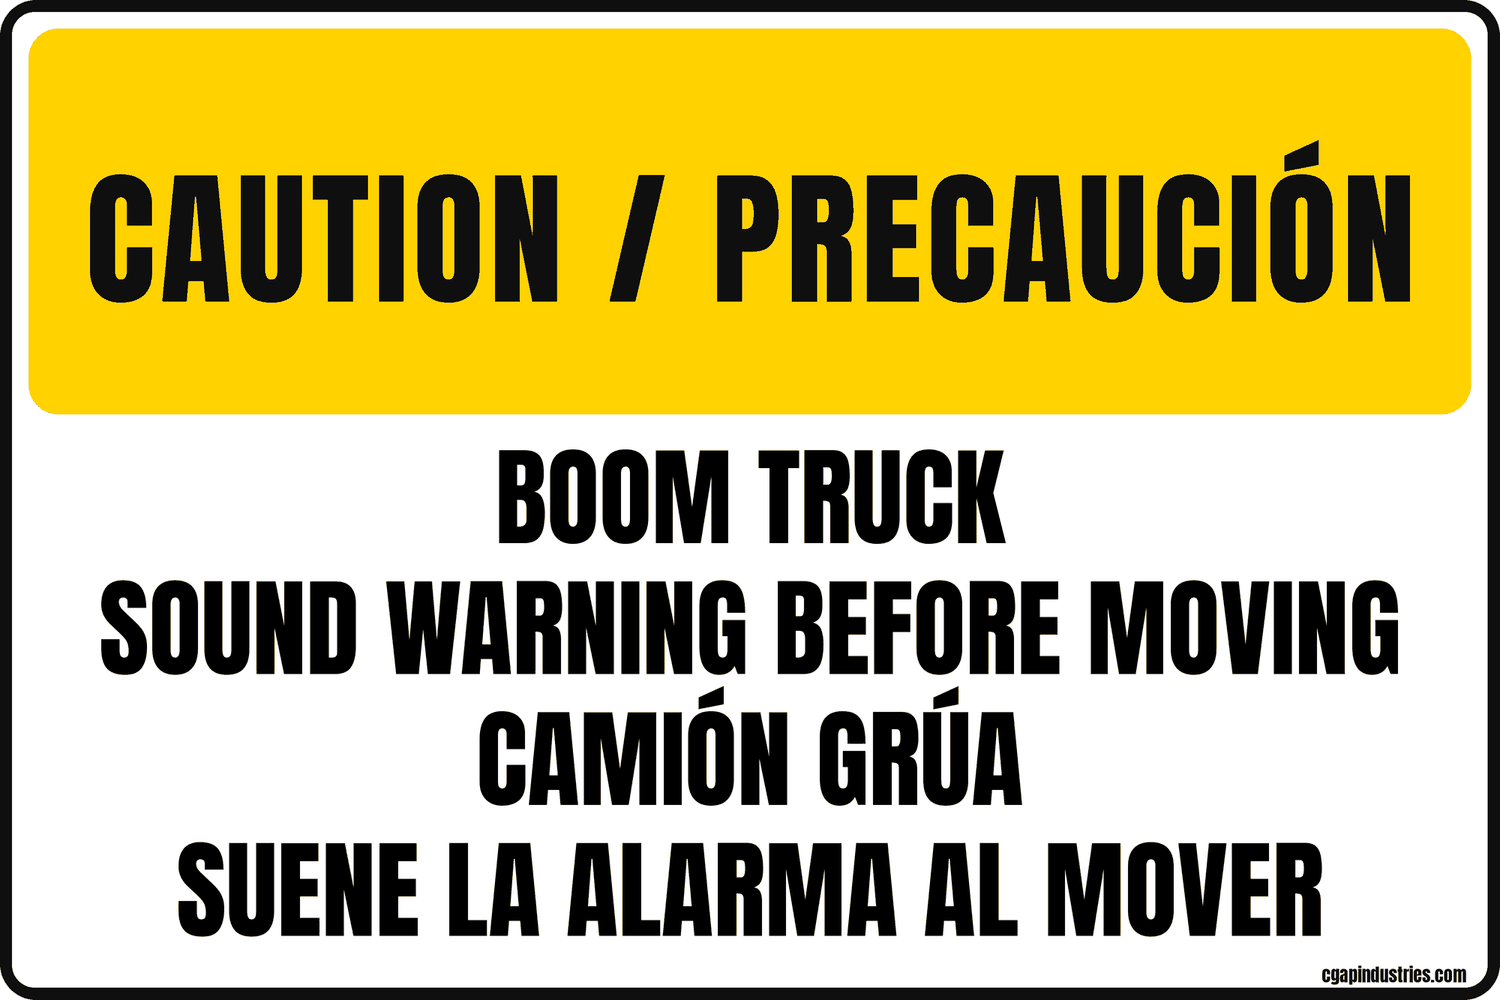 CAUTION / PRECAUCIÓN
BOOM TRUCK
SOUND WARNING BEFORE MOVING
CAMIÓN GRÚA
SUENE LA ALARMA AL MOVER
cgapindustries.com